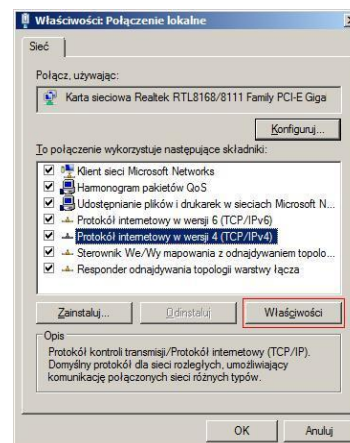 Właściwości: Połączenie lokalne
Sieć
Połącz, używając:
Karta sieciowa Realtek RTL8168/8111 Family PCI-E Giga
Konfiguruj...
To połączenie wykorzystuje następujące składniki:
Klient sieci Microsoft Networks
Harmonogram pakietów QoS
Udostępnianie plików i drukarek w sieciach Microsoft N...
Protokół internetowy w wersji 6 (TCP/IPv6)
Protokół internetowy w wersji 4 (TCP/IPv4)
Sterownik We/Wy mapowania z odnajdywaniem topolo...
Responder odnajdywania topologii warstwy łącza
Zainstaluj...
Odinstaluj
Właściwości
Opis
Protokół kontroli transmisji/Protokół internetowy (TCP/IP).
Domyślny protokół dla sieci rozległych, umożliwiający
komunikację połączonych sieci różnych typów.
OK
Anuluj